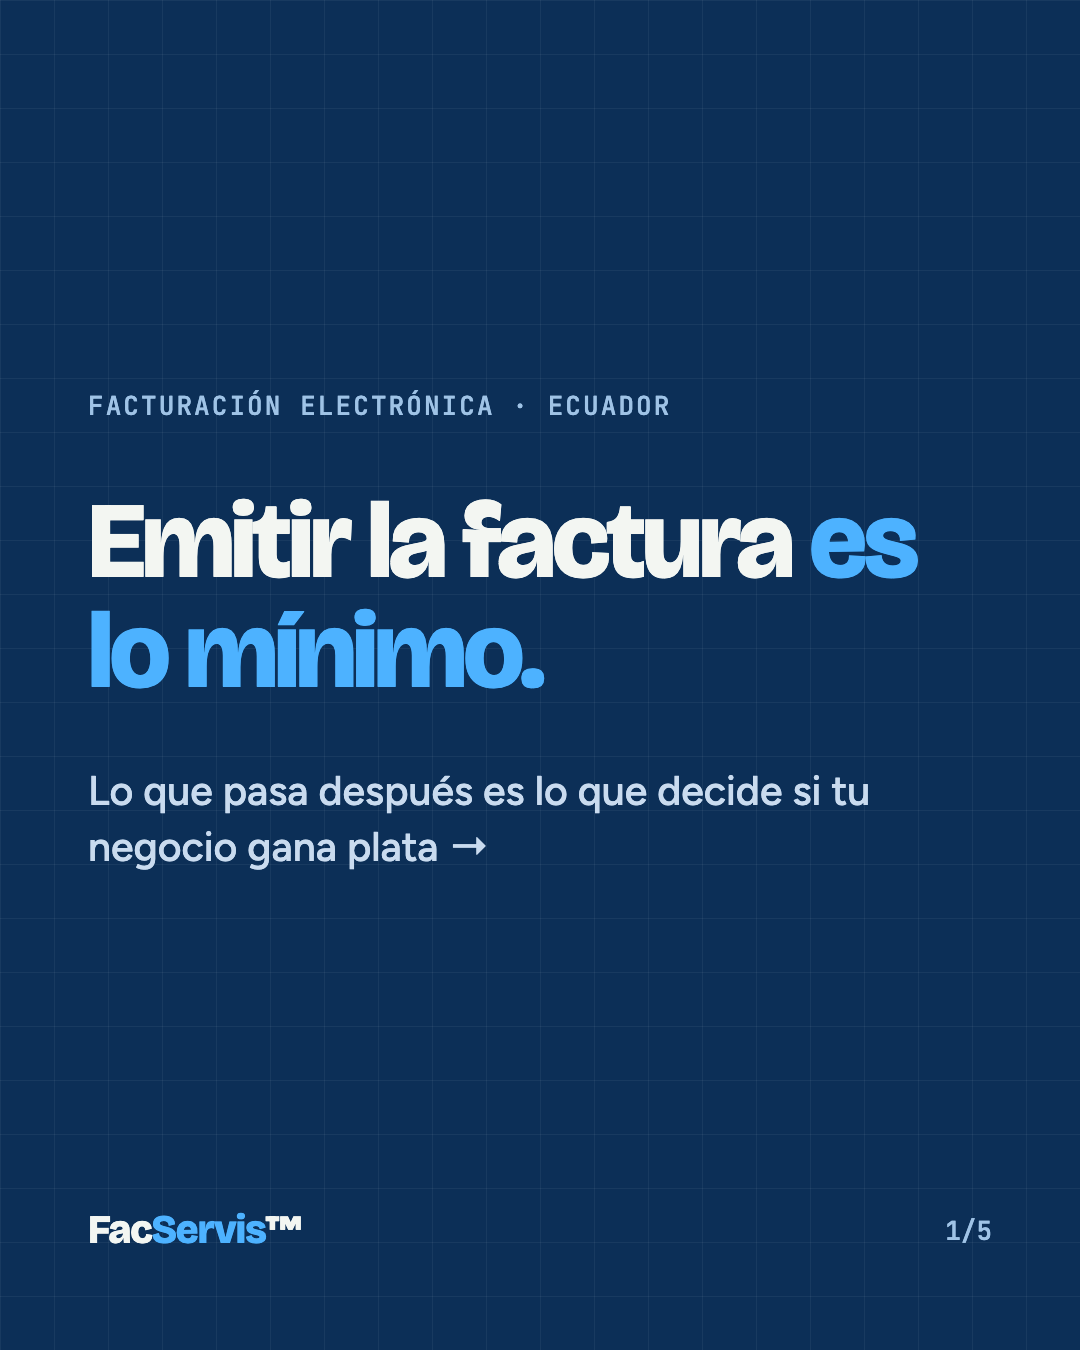 FACTURACIÓN ELECTRÓNICA · ECUADOR
Emitir la factura es
lo mínimo.
Lo que pasa después es lo que decide si tu
negocio gana plata →
FacServis™
1/5